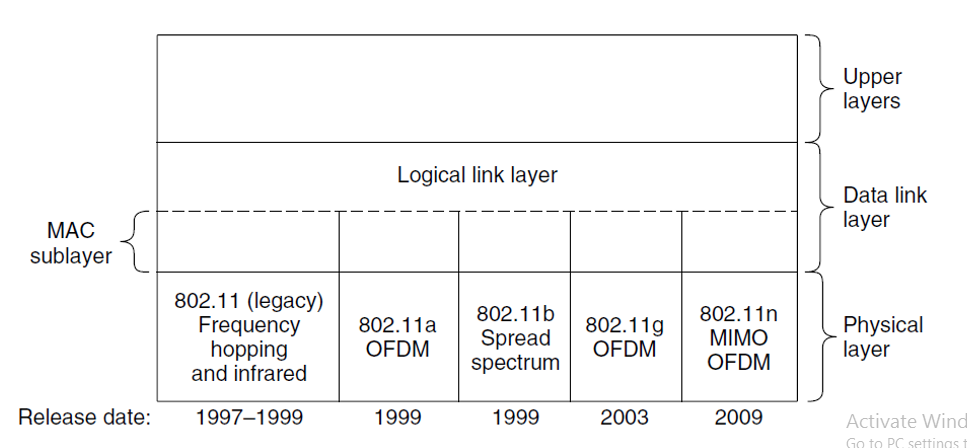 Upper
layers
Logical link layer
Data link
layer
MAC
sublayer
802.11 (legacy)
Frequency
hopping
and infrared
802.11a
OFDM
802.11b
Spread
spectrum
802.11g
OFDM
802.11n
MIMO
OFDM
Physical
layer
Release date: 1997–1999 1999 1999 2003 2009
Activate Wind
Go to PC settings t